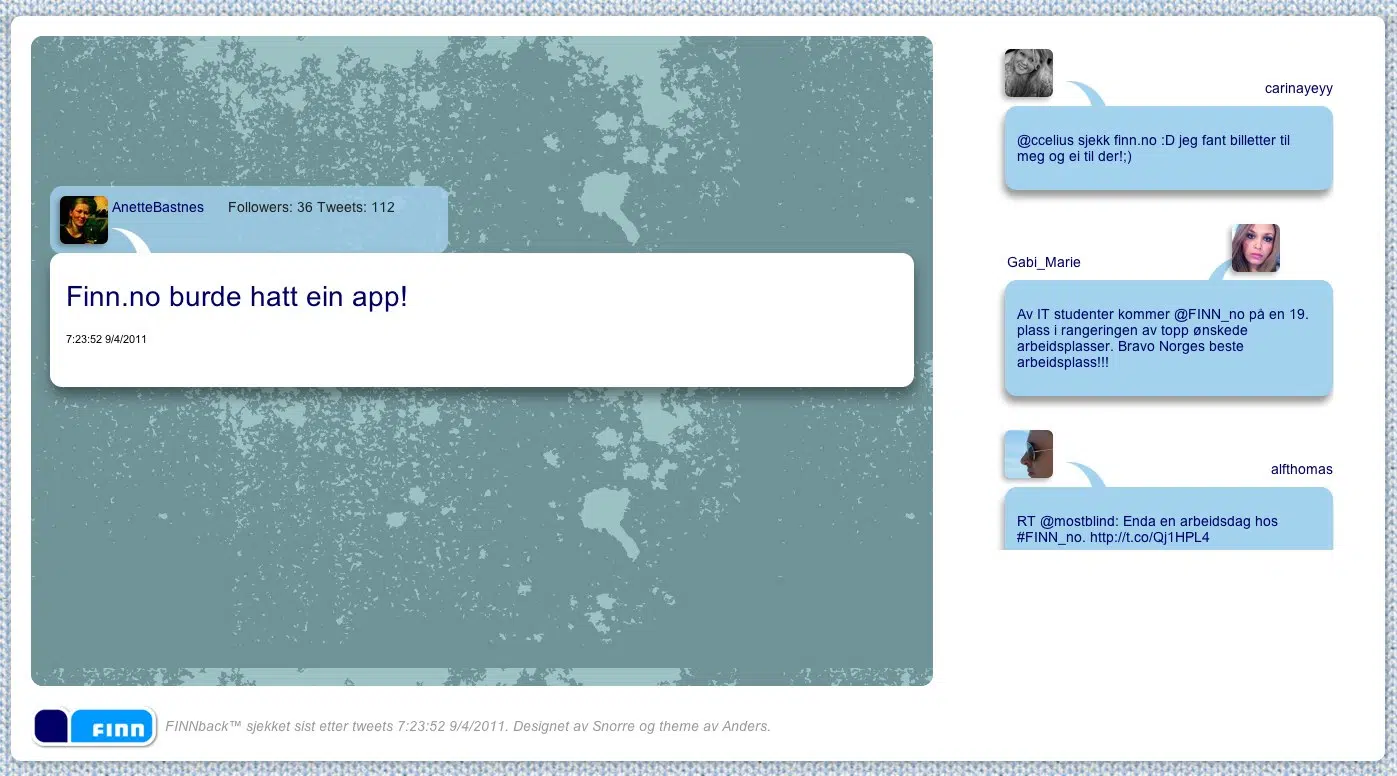 AnetteBastnes Followers: 36 Tweets: 112
Finn.no burde hatt ein app!
7:23:52 9/4/2011
carinayeyy
@ccelius sjekk finn.no :D jeg fant billetter til
meg og ei til der!;)
Gabi_Marie
Av IT studenter kommer @FINN_no på en 19.
plass i rangeringen av topp ønskede
arbeidsplasser. Bravo Norges beste
arbeidsplass!!!
alfthomas
RT @mostblind: Enda en arbeidsdag hos
#FINN_no. http://t.co/Qj1HPL4
FINN
FINNback™ sjekket sist etter tweets 7:23:52 9/4/2011. Designet av Snorre og theme av Anders.